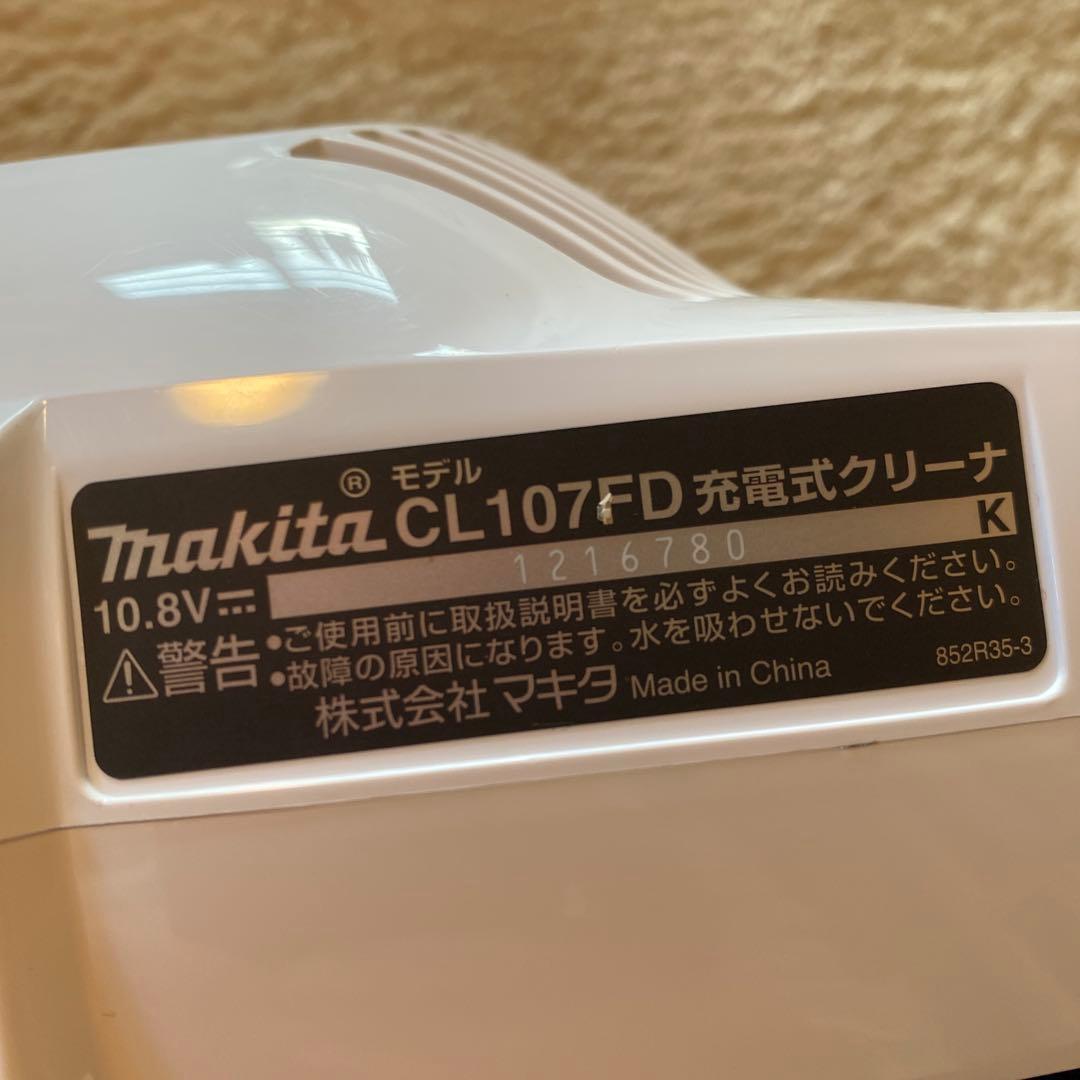 makita® モデル CL107FD 充電式クリーナ
10.8V⎓ 1216780 K
⚠警告 •ご使用前に取扱説明書を必ずよくお読みください。
•故障の原因になります。水を吸わせないでください。
株式会社マキタ Made in China 852R35-3